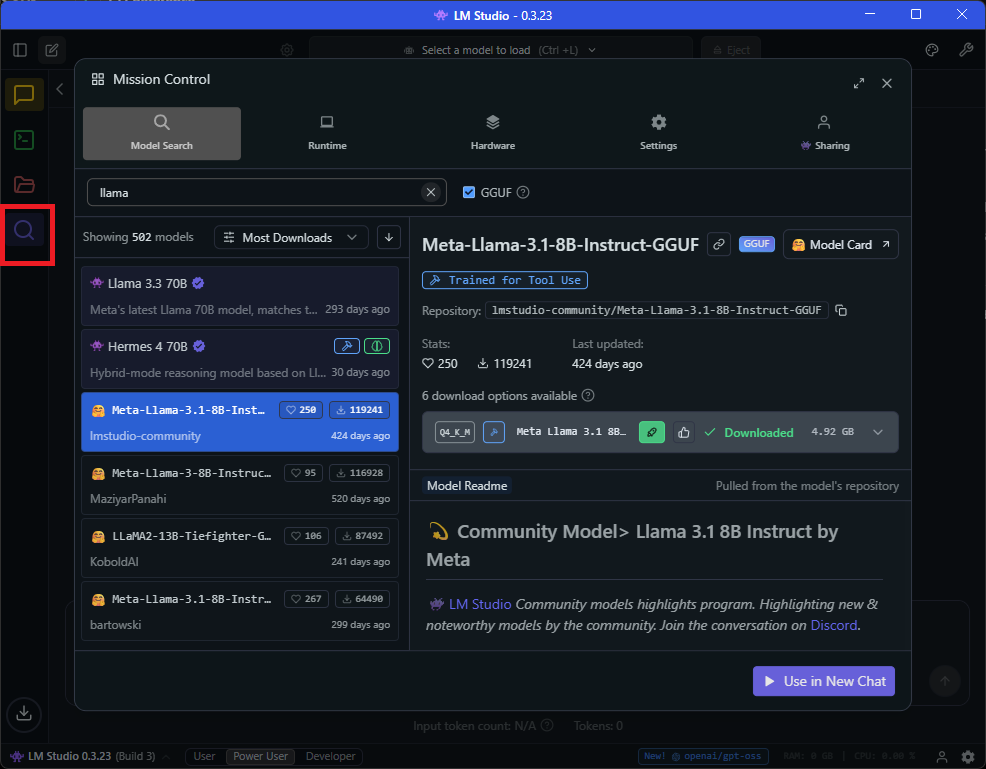 LM Studio - 0.3.23
Select a model to load (Ctrl +L)
Eject
Mission Control
Model Search
Runtime
Hardware
Settings
Sharing
llama
GGUF
Showing 502 models
Most Downloads
Llama 3.3 70B
Meta's latest Llama 70B model, matches t... 293 days ago
Hermes 4 70B
Hybrid-mode reasoning model based on Ll... 30 days ago
Meta-Llama-3.1-8B-Inst... 250 119241
lmstudio-community 424 days ago
Meta-Llama-3-8B-Instruc... 95 116928
MaziyarPanahi 520 days ago
LLaMA2-13B-Tiefighter-G... 106 87492
KoboldAI 241 days ago
Meta-Llama-3.1-8B-Instr... 267 64490
bartowski 299 days ago
Meta-Llama-3.1-8B-Instruct-GGUF GGUF Model Card
Trained for Tool Use
Repository: lmstudio-community/Meta-Llama-3.1-8B-Instruct-GGUF
Stats: Last updated:
250 119241 424 days ago
6 download options available
Q4_K_M Meta Llama 3.1 8B... Downloaded 4.92 GB
Model Readme Pulled from the model's repository
Community Model> Llama 3.1 8B Instruct by
Meta
LM Studio Community models highlights program. Highlighting new &
noteworthy models by the community. Join the conversation on Discord.
Use in New Chat
Input token count: N/A Tokens: 0
LM Studio 0.3.23 (Build 3) User Power User Developer New! openai/gpt-oss RAM: 0 GB | CPU: 0.00 %